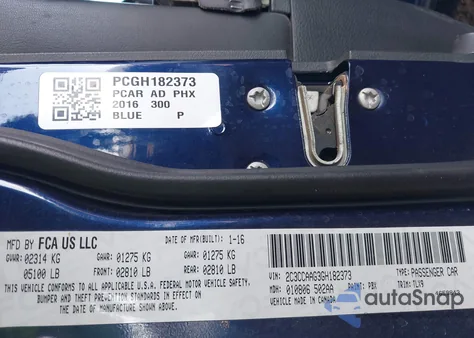 PCGH182373
PCAR AD PHX
2016 300
BLUE P
MFD BY FCA US LLC
DATE OF MFR(BUILT): 1-16
GVWR: 02314 KG
05100 LB
GAWR: 01275 KG
FRONT: 02810 LB
GAWR: 01275 KG
REAR: 02810 LB
THIS VEHICLE CONFORMS TO ALL APPLICABLE FEDERAL MOTOR VEHICLE SAFETY,
BUMPER AND THEFT PREVENTION STANDARDS IN EFFECT ON THE DATE OF
MANUFACTURE SHOWN ABOVE.
VIN: 2C3CCAAG3GH182373
TYPE: PASSENGER CAR
MDH: 010806 502AA
PAINT: PBX
TRIM: TLX9
MADE IN CANADA
autoSnap